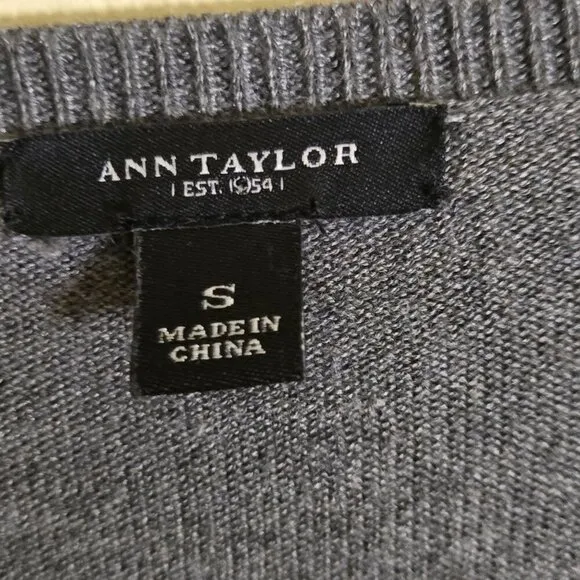 ANN TAYLOR
| EST. 1954 |
S
MADE IN
CHINA